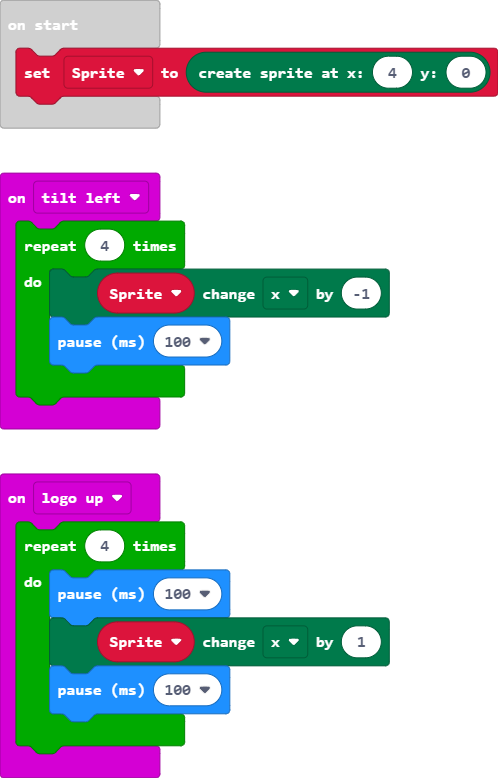 on start
set Sprite to create sprite at x: 4 y: 0
on tilt left
repeat 4 times
do
Sprite change x by -1
pause (ms) 100
on logo up
repeat 4 times
do
pause (ms) 100
Sprite change x by 1
pause (ms) 100